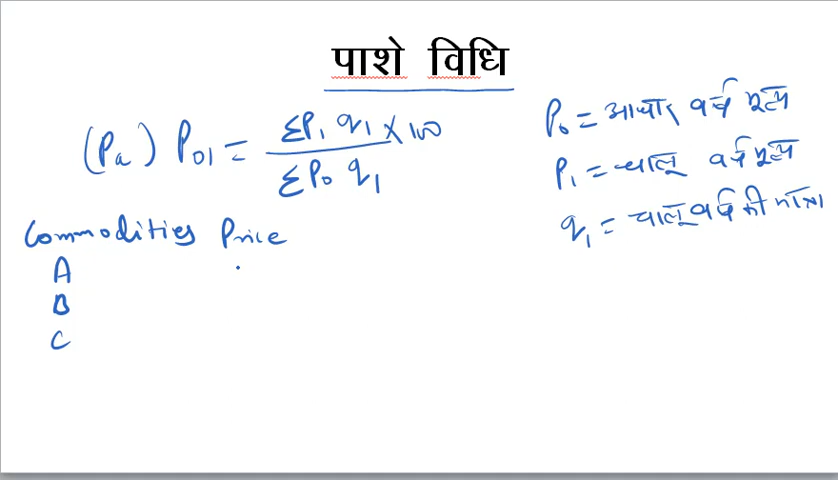 पाशे विधि
(Pa) P01 = ΣP1 q1 × 100
ΣP0 q1
P0 = आधार वर्ष मूल्य
P1 = चालू वर्ष मूल्य
q1 = चालू वर्ष की मात्रा
Commodities Price
A
B
C